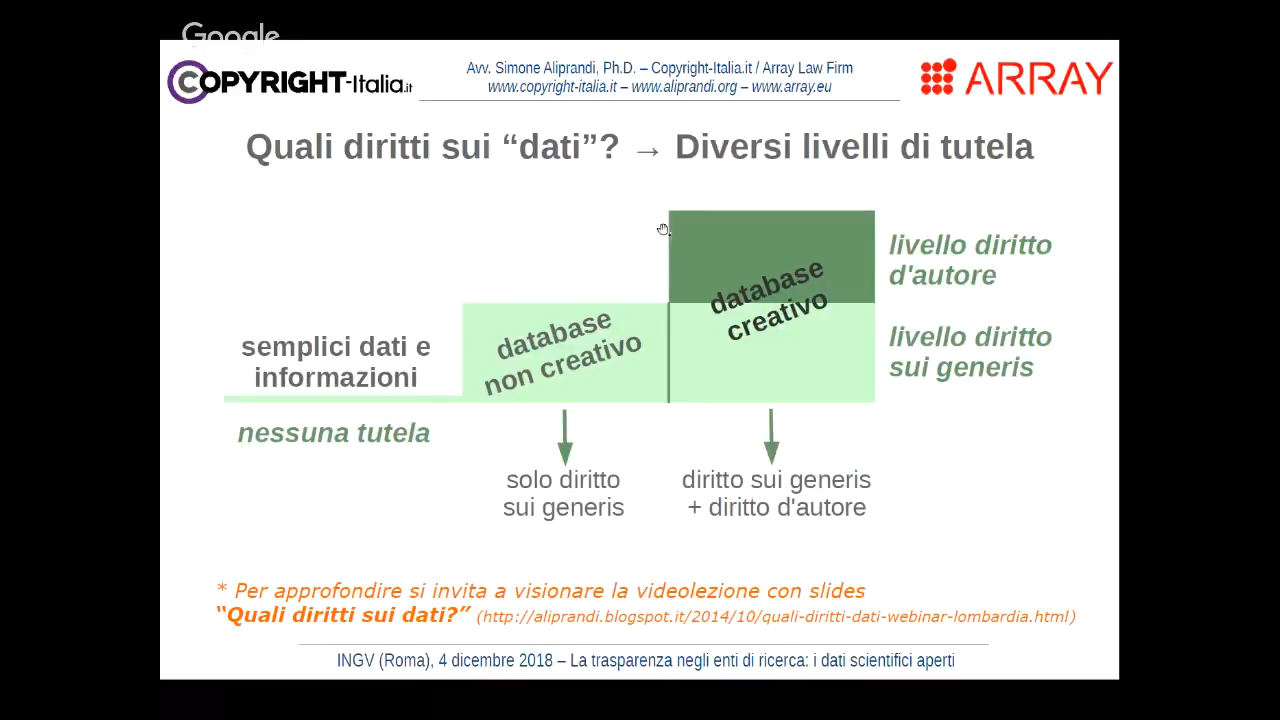 Google
COPYRIGHT-Italia.it
Avv. Simone Aliprandi, Ph.D. – Copyright-Italia.it / Array Law Firm
www.copyright-italia.it – www.aliprandi.org – www.array.eu
ARRAY
Quali diritti sui “dati”? → Diversi livelli di tutela
livello diritto
d'autore
database
creativo
database
non creativo
livello diritto
sui generis
semplici dati e
informazioni
nessuna tutela
solo diritto
sui generis
diritto sui generis
+ diritto d'autore
* Per approfondire si invita a visionare la videolezione con slides
“Quali diritti sui dati?” (http://aliprandi.blogspot.it/2014/10/quali-diritti-dati-webinar-lombardia.html)
INGV (Roma), 4 dicembre 2018 – La trasparenza negli enti di ricerca: i dati scientifici aperti